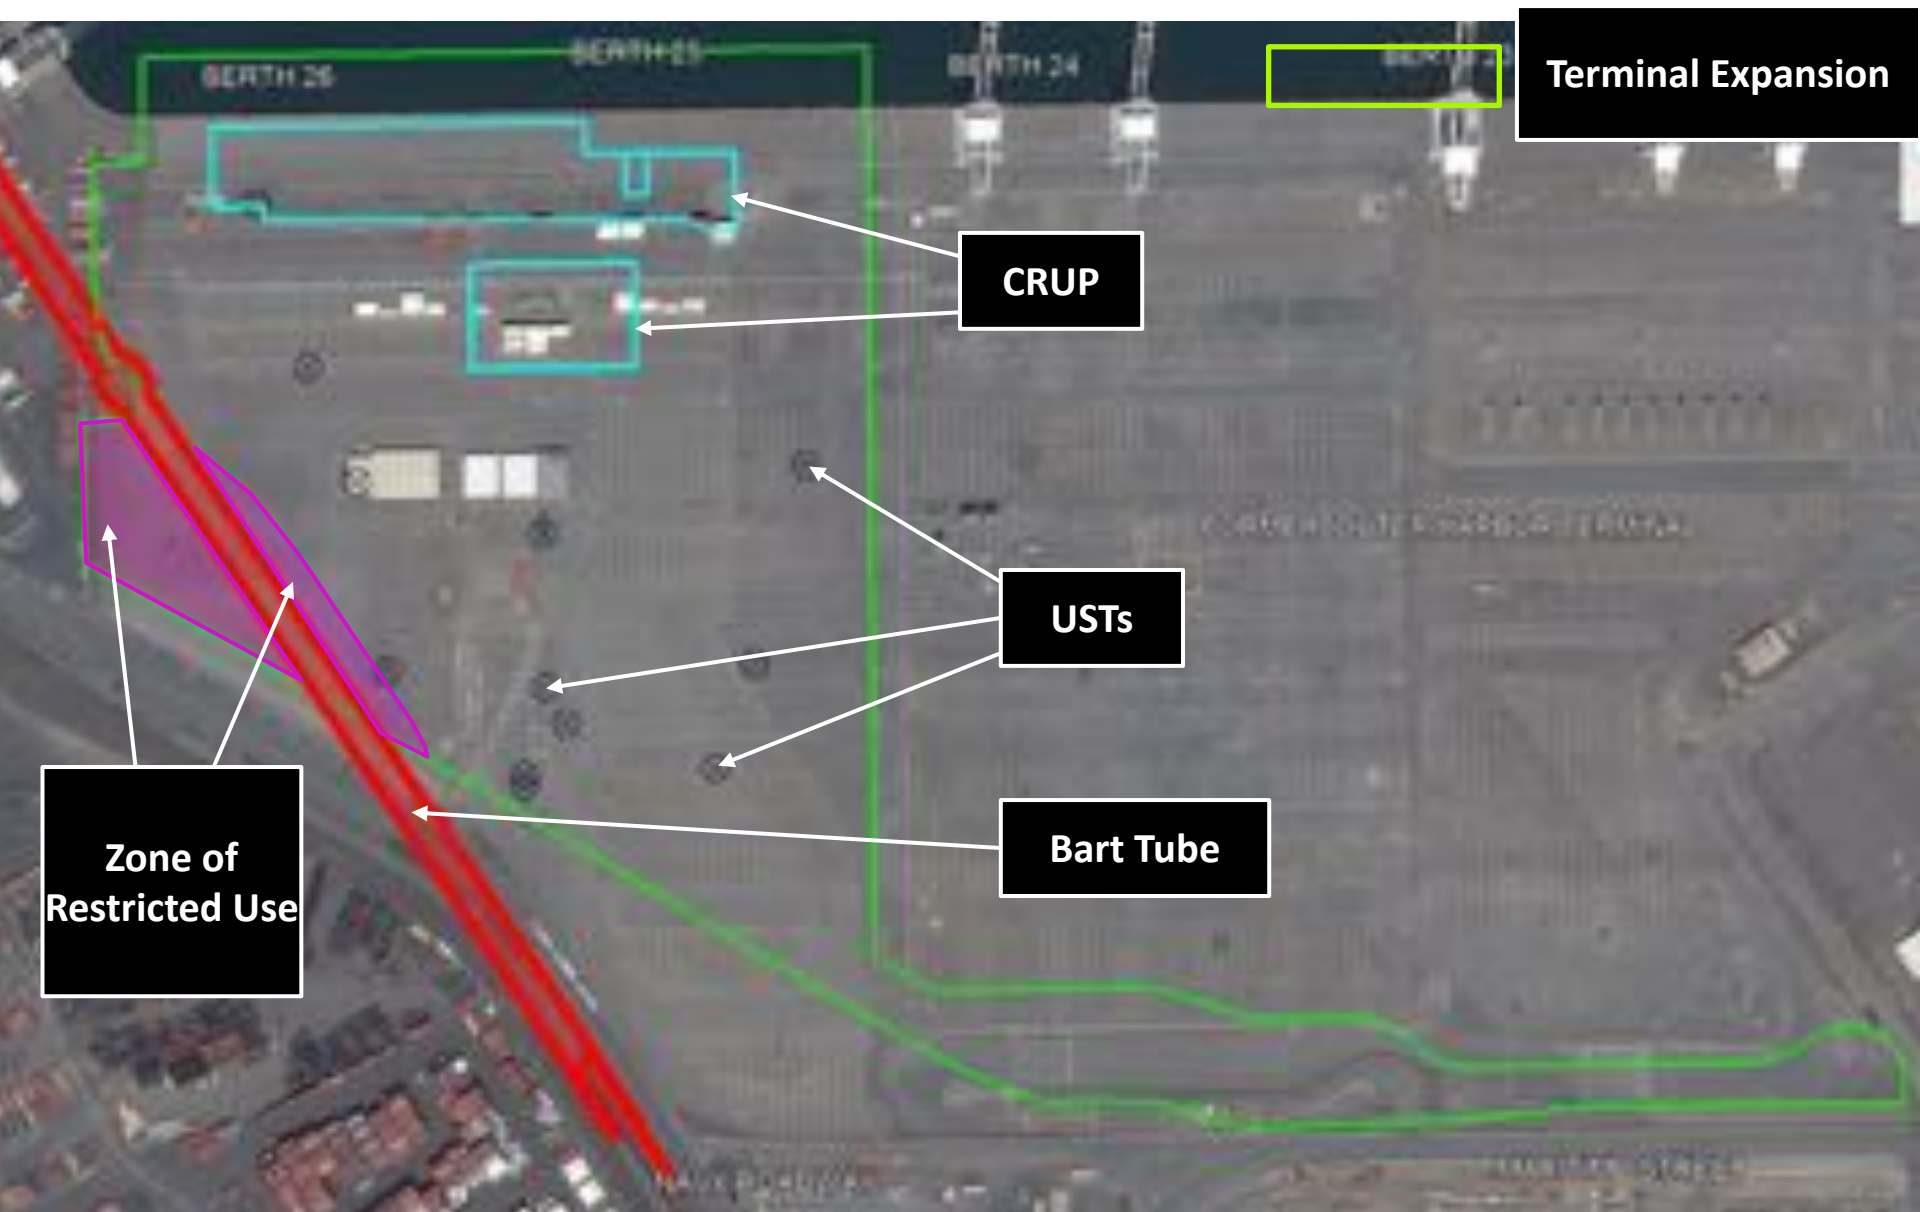 BERTH 26
BERTH 25
BERTH 24
Terminal Expansion
CRUP
USTs
Bart Tube
Zone of
Restricted Use